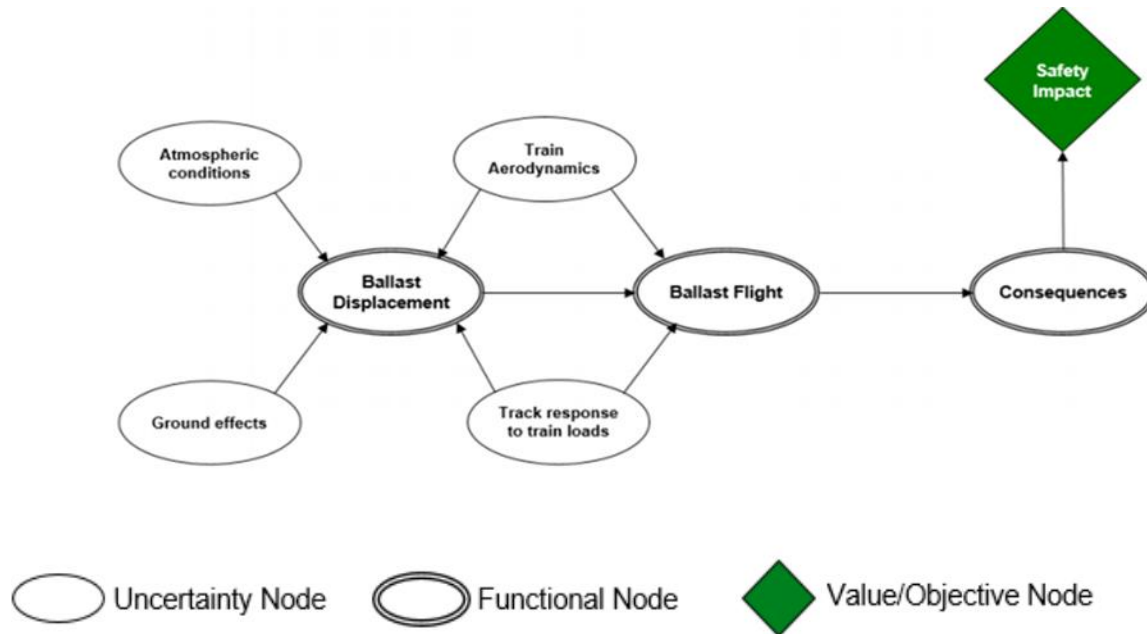 Safety
Impact
Atmospheric
conditions
Train
Aerodynamics
Ballast
Displacement
Ballast Flight
Consequences
Ground effects
Track response
to train loads
Uncertainty Node
Functional Node
Value/Objective Node